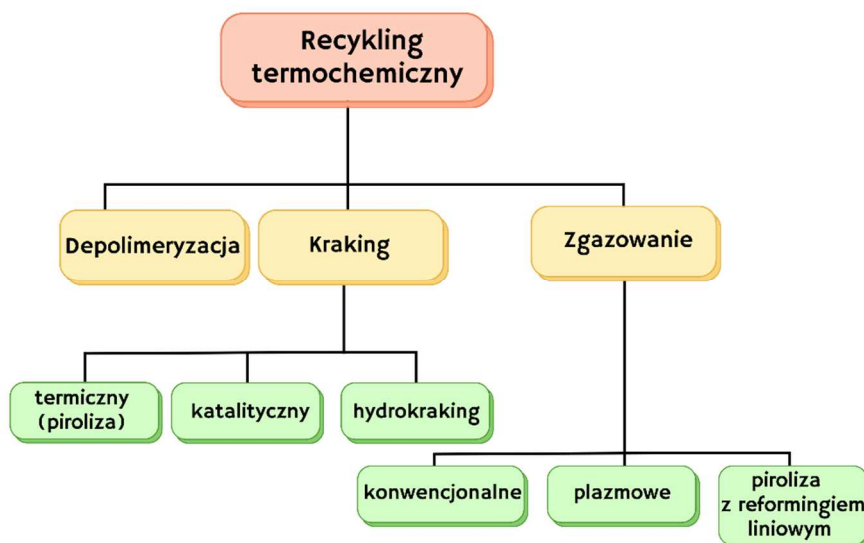 Recykling
termochemiczny
Depolimeryzacja
Kraking
Zgazowanie
termiczny
(piroliza)
katalityczny
hydrokraking
konwencjonalne
plazmowe
piroliza
z reformingiem
liniowym